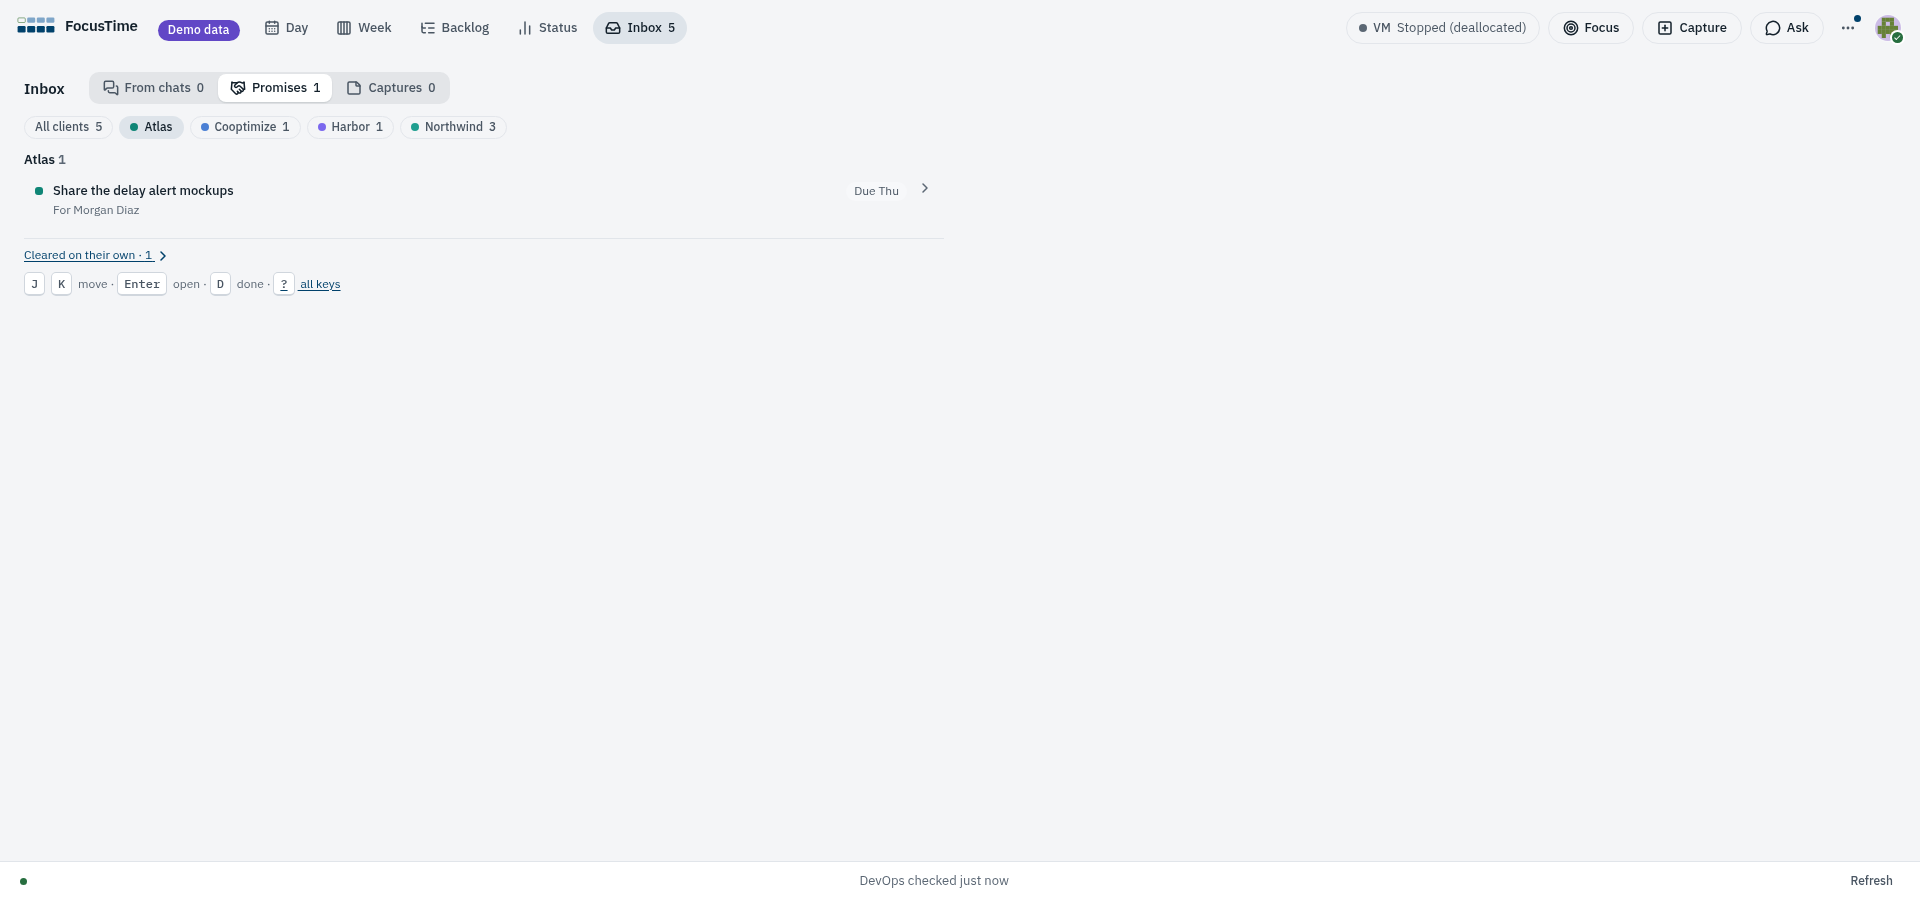 FocusTime
Demo data
Day
Week
Backlog
Status
Inbox 5
VM Stopped (deallocated)
Focus
Capture
Ask
Inbox
From chats 0
Promises 1
Captures 0
All clients 5
Atlas
Cooptimize 1
Harbor 1
Northwind 3
Atlas 1
Share the delay alert mockups
Due Thu
For Morgan Diaz
Cleared on their own · 1
J K move · Enter open · D done · ? all keys
DevOps checked just now
Refresh